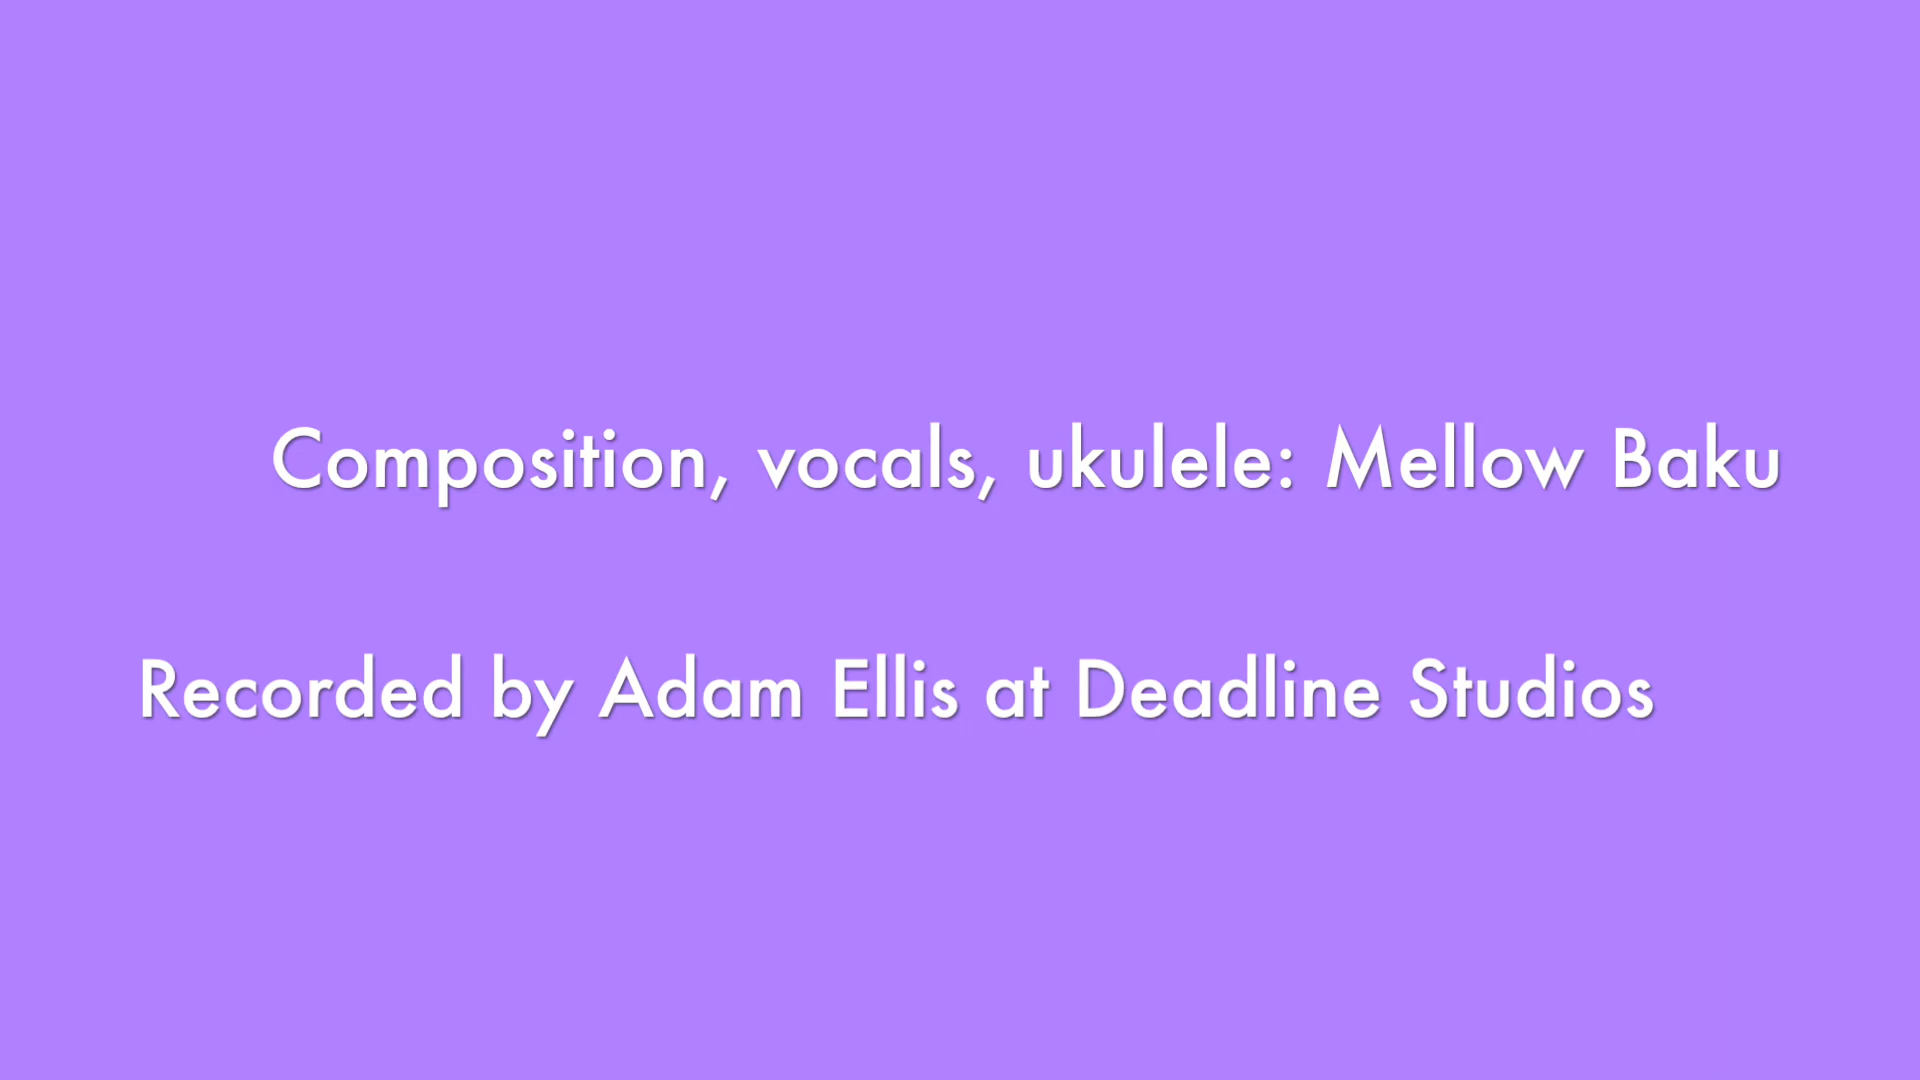 Composition, vocals, ukulele: Mellow Baku
Recorded by Adam Ellis at Deadline Studios